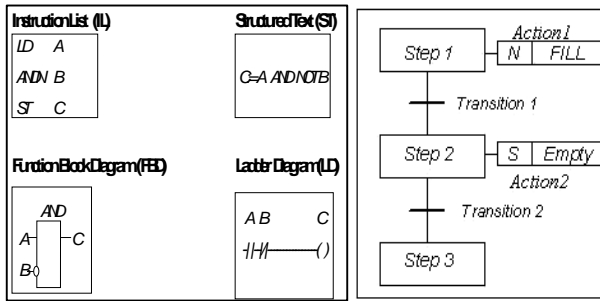 Instruction List (IL)
LD A
ANDN B
ST C
Structured Text (ST)
C=A AND NOT B
Function Block Diagram (FBD)
AND
A
C
B
Ladder Diagram (LD)
A B C
-| |-|/|--------( )
Action1
Step 1
N FILL
Transition 1
Step 2
S Empty
Action2
Transition 2
Step 3